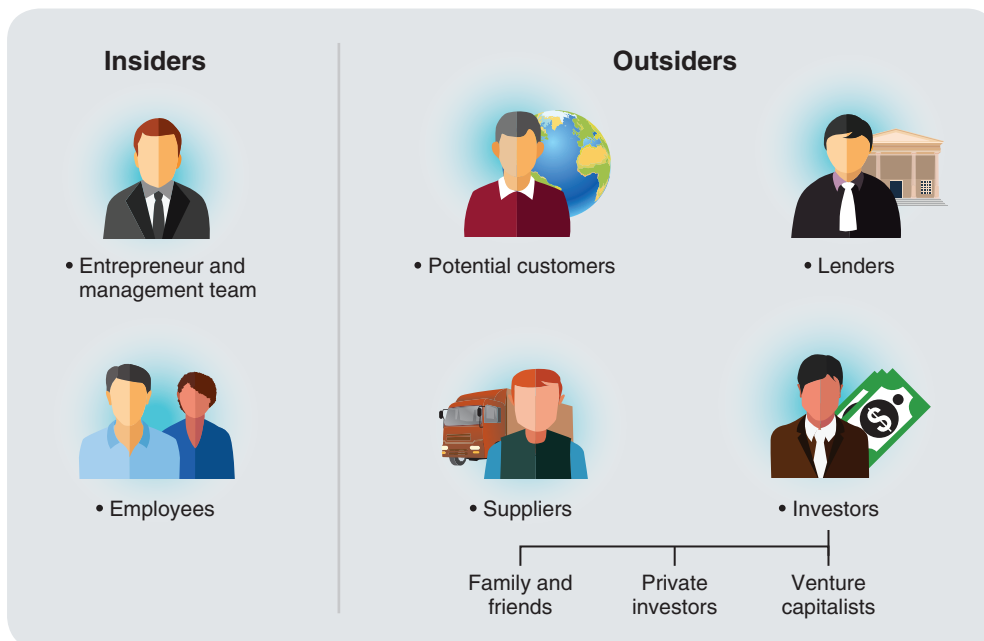 Insiders
• Entrepreneur and
management team
• Employees
Outsiders
• Potential customers
• Lenders
• Suppliers
• Investors
Family and
friends
Private
investors
Venture
capitalists